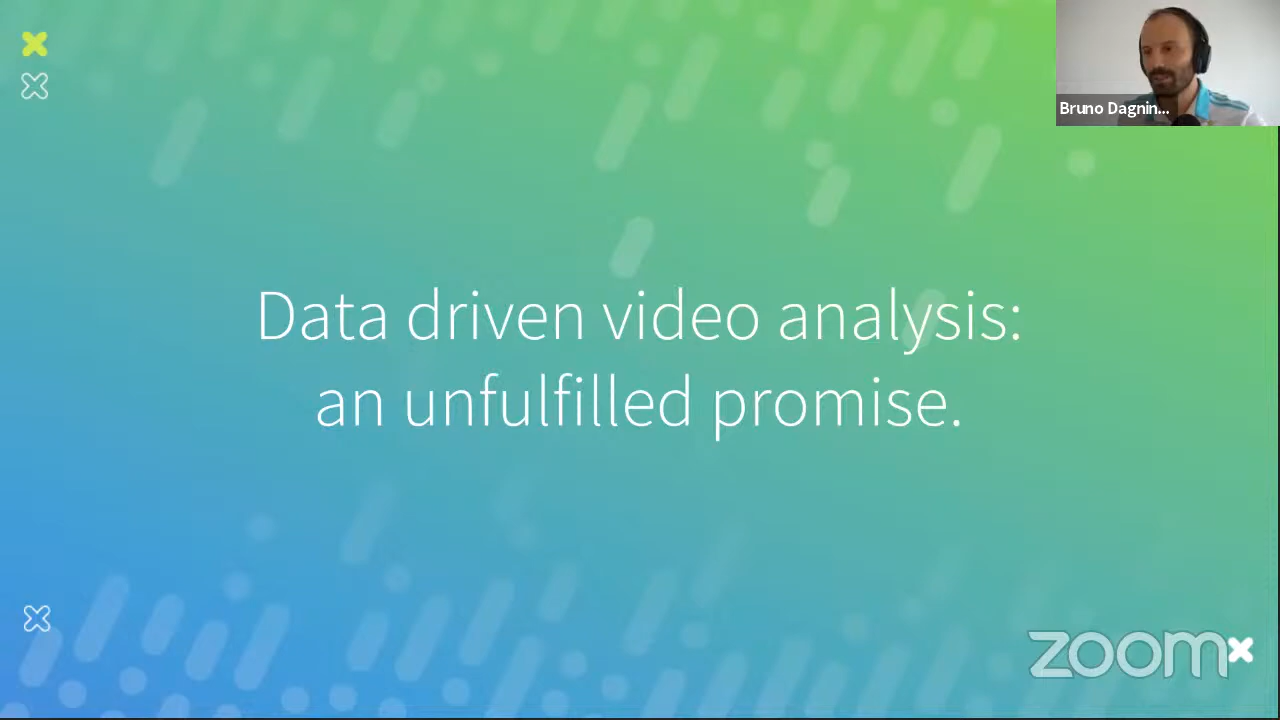 Bruno Dagnin...
Data driven video analysis:
an unfulfilled promise.
zoom